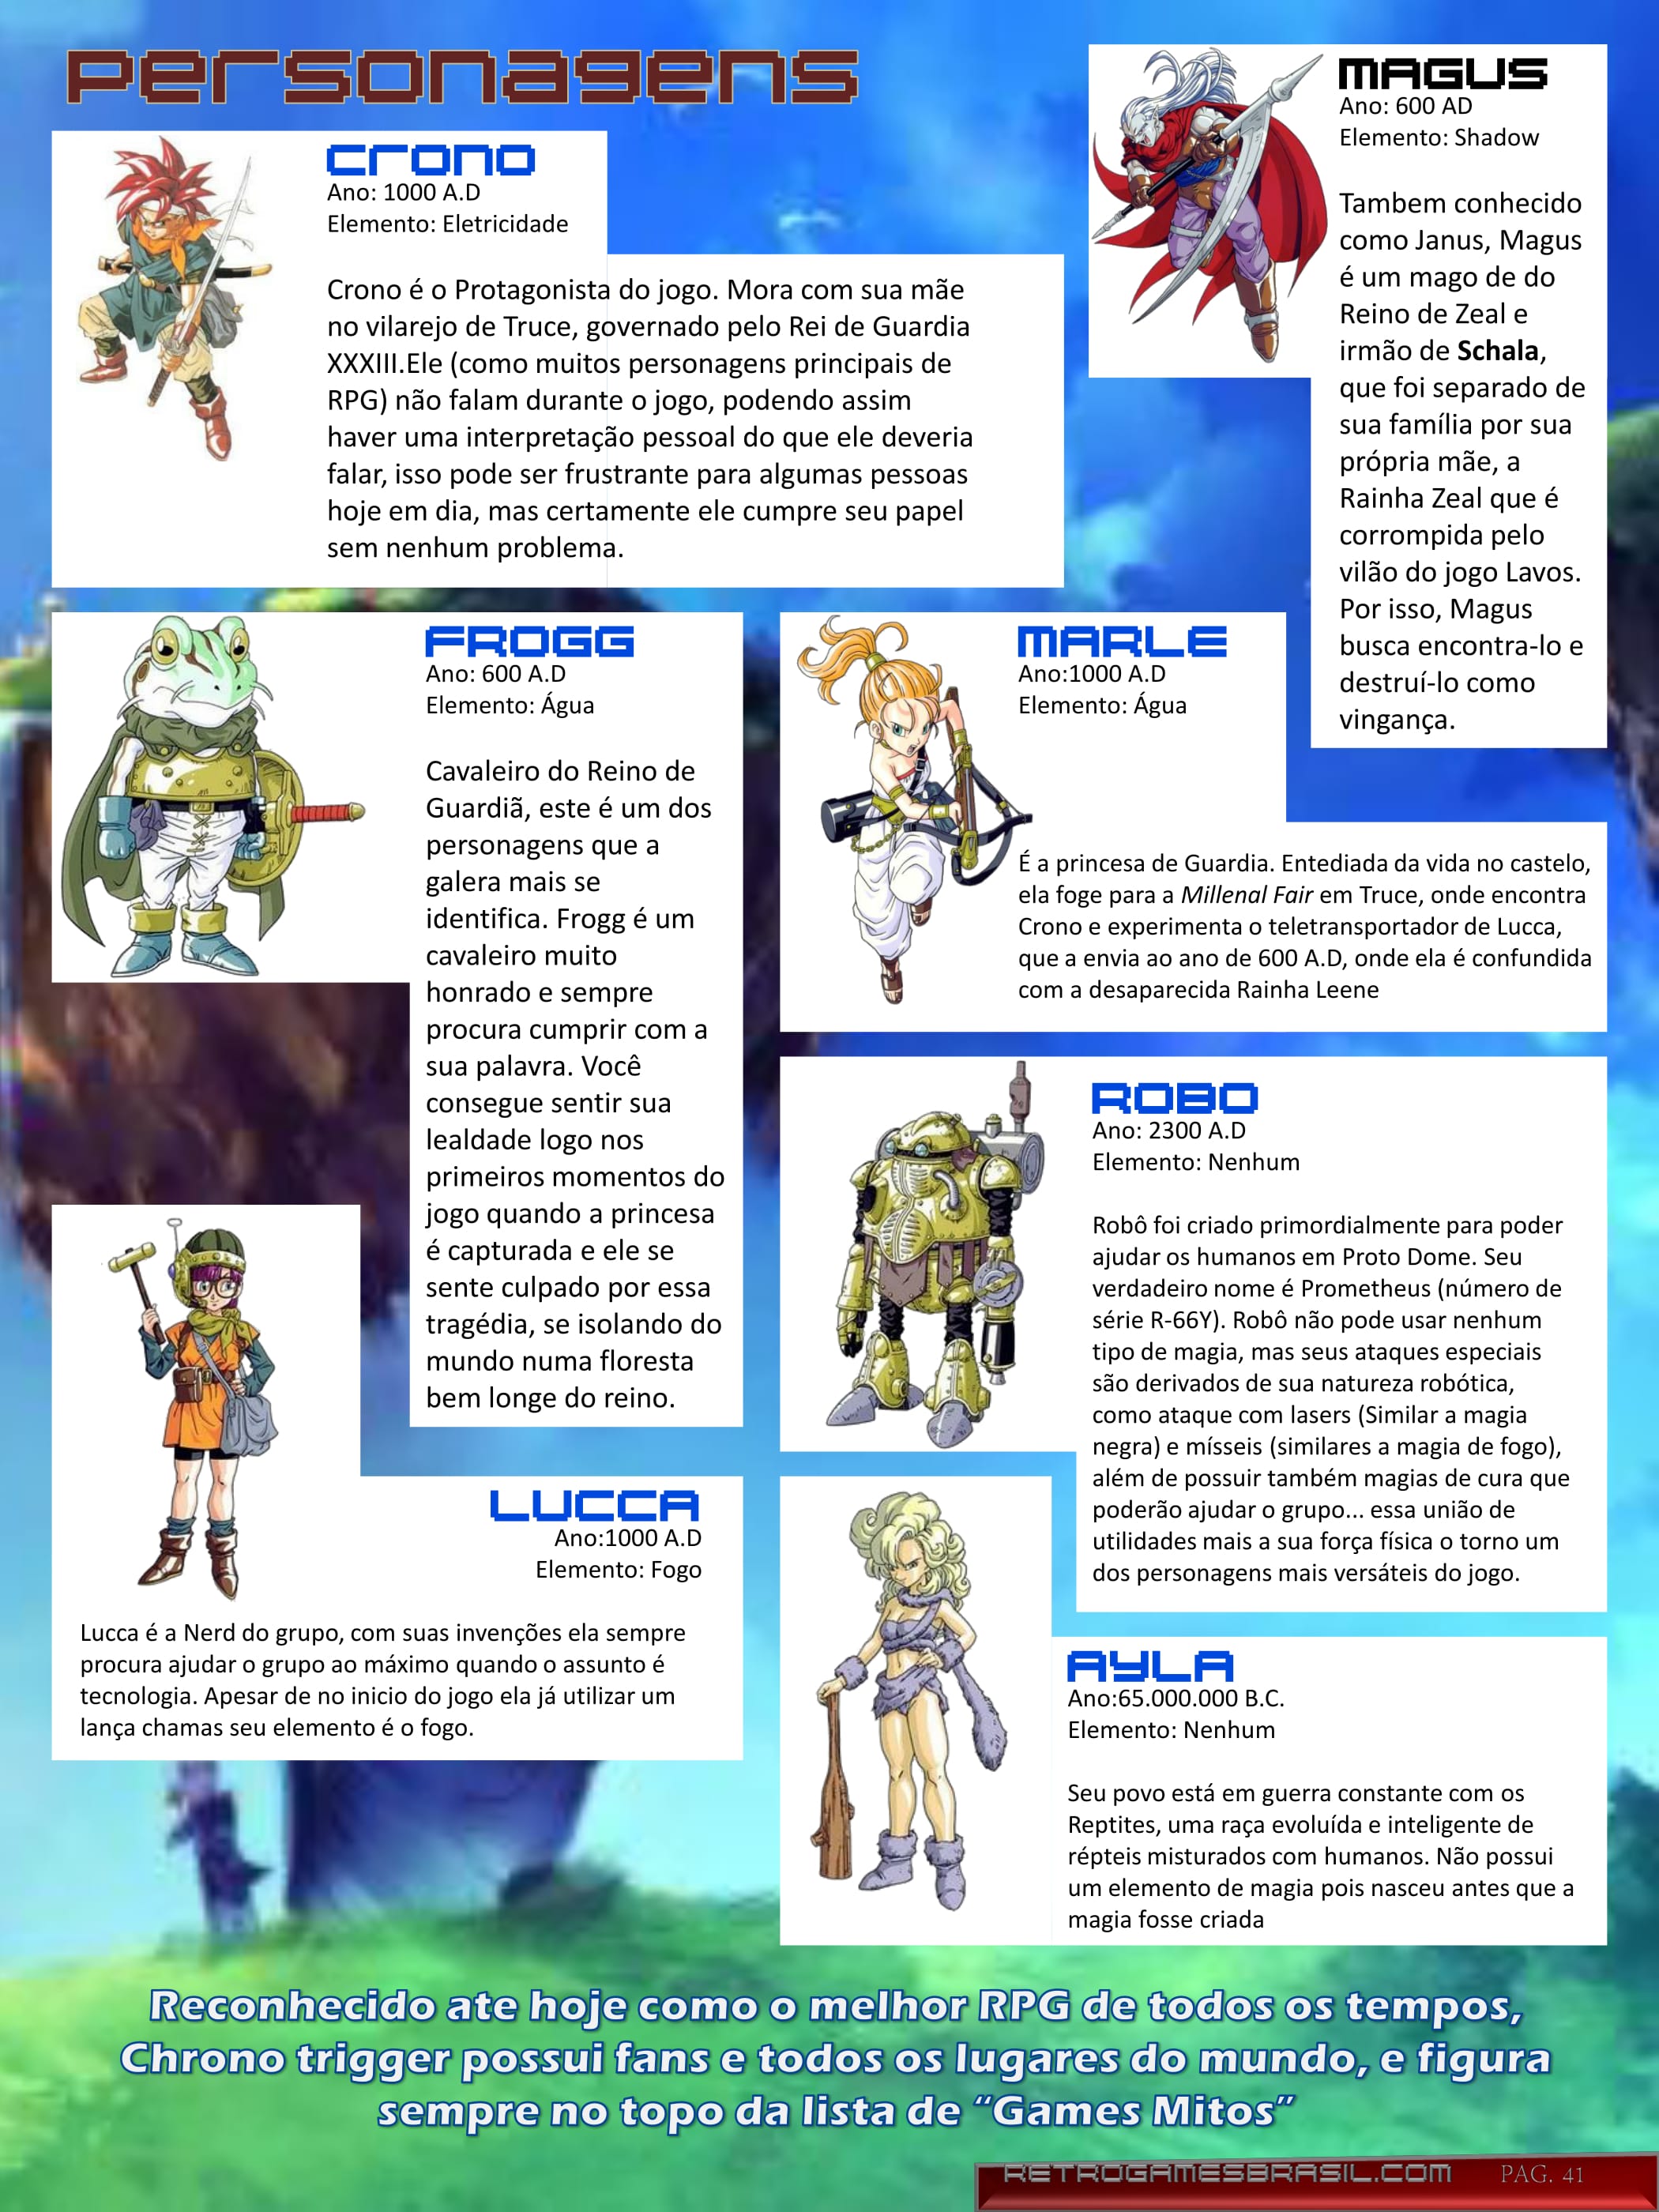 Personagens
Crono
Ano: 1000 A.D
Elemento: Eletricidade
Crono é o Protagonista do jogo. Mora com sua mãe
no vilarejo de Truce, governado pelo Rei de Guardia
XXXIII.Ele (como muitos personagens principais de
RPG) não falam durante o jogo, podendo assim
haver uma interpretação pessoal do que ele deveria
falar, isso pode ser frustrante para algumas pessoas
hoje em dia, mas certamente ele cumpre seu papel
sem nenhum problema.
MAGUS
Ano: 600 AD
Elemento: Shadow
Tambem conhecido
como Janus, Magus
é um mago de do
Reino de Zeal e
irmão de Schala,
que foi separado de
sua família por sua
própria mãe, a
Rainha Zeal que é
corrompida pelo
vilão do jogo Lavos.
Por isso, Magus
busca encontra-lo e
destruí-lo como
vingança.
FROGG
Ano: 600 A.D
Elemento: Água
Cavaleiro do Reino de
Guardiã, este é um dos
personagens que a
galera mais se
identifica. Frogg é um
cavaleiro muito
honrado e sempre
procura cumprir com a
sua palavra. Você
consegue sentir sua
lealdade logo nos
primeiros momentos do
jogo quando a princesa
é capturada e ele se
sente culpado por essa
tragédia, se isolando do
mundo numa floresta
bem longe do reino.
MARLE
Ano:1000 A.D
Elemento: Água
É a princesa de Guardia. Entediada da vida no castelo,
ela foge para a Millenal Fair em Truce, onde encontra
Crono e experimenta o teletransportador de Lucca,
que a envia ao ano de 600 A.D, onde ela é confundida
com a desaparecida Rainha Leene
ROBO
Ano: 2300 A.D
Elemento: Nenhum
Robô foi criado primordialmente para poder
ajudar os humanos em Proto Dome. Seu
verdadeiro nome é Prometheus (número de
série R-66Y). Robô não pode usar nenhum
tipo de magia, mas seus ataques especiais
são derivados de sua natureza robótica,
como ataque com lasers (Similar a magia
negra) e mísseis (similares a magia de fogo),
além de possuir também magias de cura que
poderão ajudar o grupo... essa união de
utilidades mais a sua força física o torno um
dos personagens mais versáteis do jogo.
LUCCA
Ano:1000 A.D
Elemento: Fogo
Lucca é a Nerd do grupo, com suas invenções ela sempre
procura ajudar o grupo ao máximo quando o assunto é
tecnologia. Apesar de no inicio do jogo ela já utilizar um
lança chamas seu elemento é o fogo.
AYLA
Ano:65.000.000 B.C.
Elemento: Nenhum
Seu povo está em guerra constante com os
Reptites, uma raça evoluída e inteligente de
répteis misturados com humanos. Não possui
um elemento de magia pois nasceu antes que a
magia fosse criada
Reconhecido ate hoje como o melhor RPG de todos os tempos,
Chrono trigger possui fans e todos os lugares do mundo, e figura
sempre no topo da lista de “Games Mitos”
RETROGAMESBRASIL.COM PAG. 41